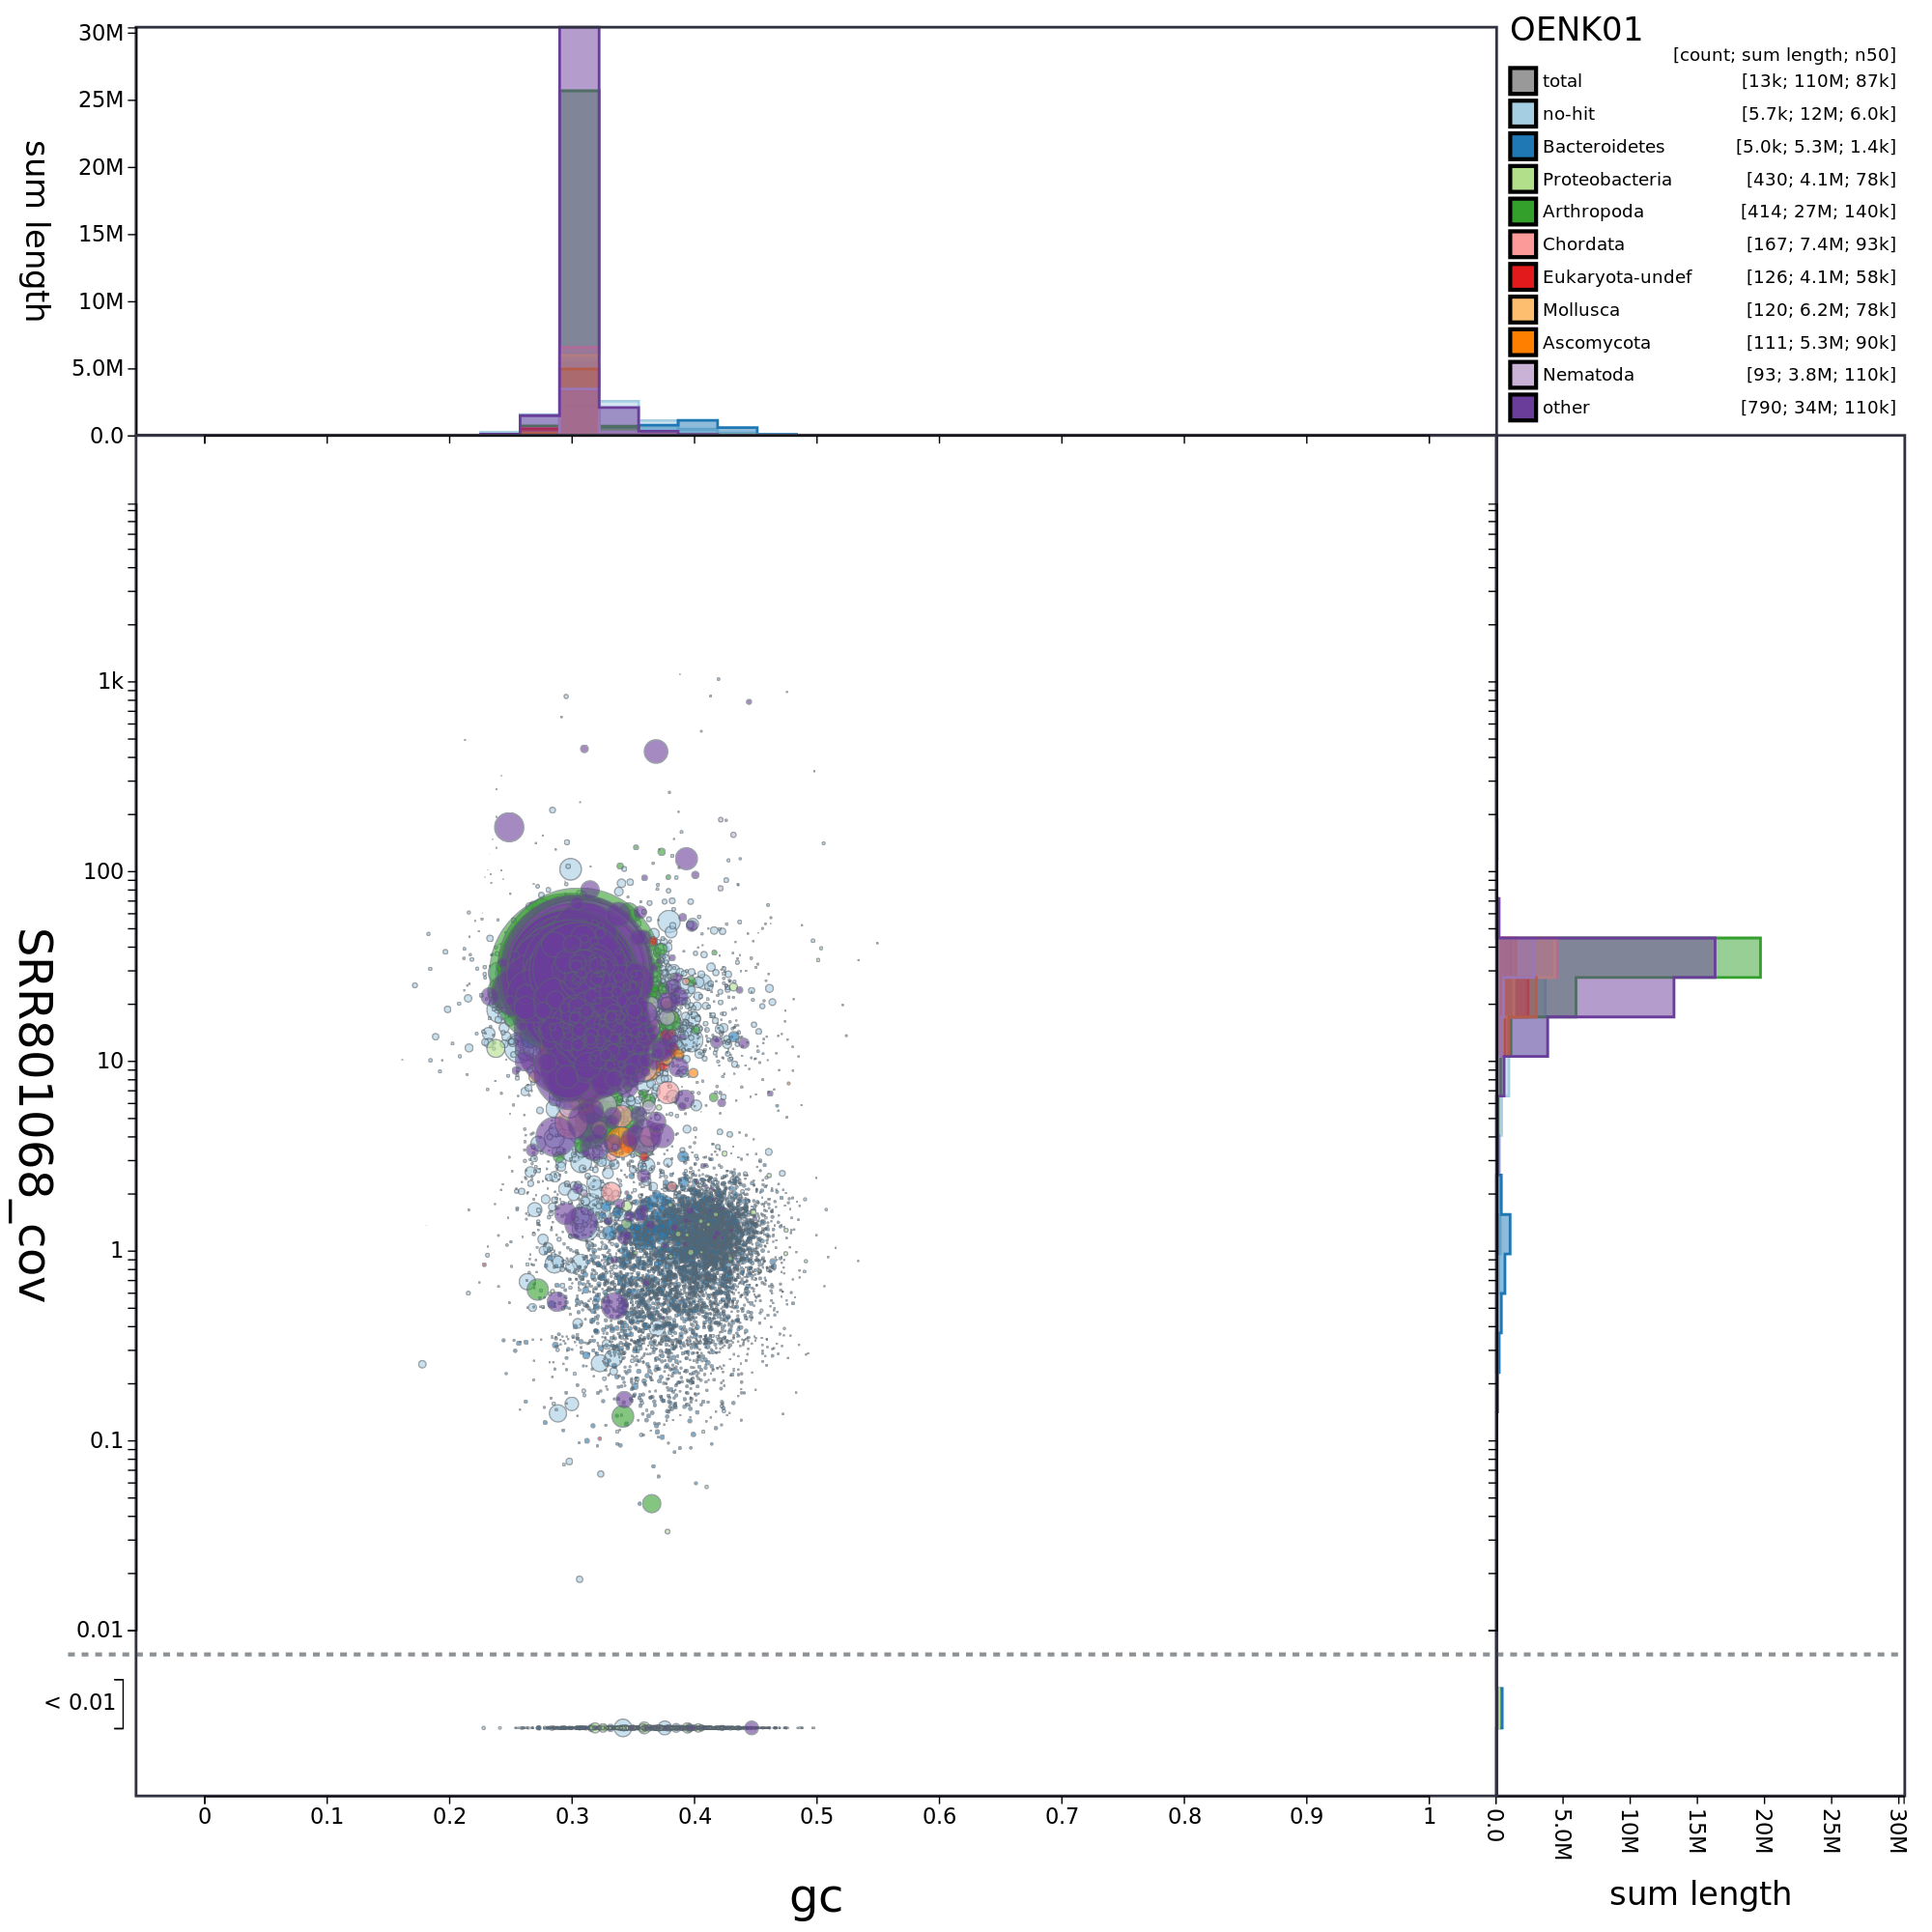 OENK01
[count; sum length; n50]
total [13k; 110M; 87k]
no-hit [5.7k; 12M; 6.0k]
Bacteroidetes [5.0k; 5.3M; 1.4k]
Proteobacteria [430; 4.1M; 78k]
Arthropoda [414; 27M; 140k]
Chordata [167; 7.4M; 93k]
Eukaryota-undef [126; 4.1M; 58k]
Mollusca [120; 6.2M; 78k]
Ascomycota [111; 5.3M; 90k]
Nematoda [93; 3.8M; 110k]
other [790; 34M; 110k]
sum length
30M
25M
20M
15M
10M
5.0M
0.0
SRR801068_cov
1k
100
10
1
0.1
0.01
< 0.01
0 0.1 0.2 0.3 0.4 0.5 0.6 0.7 0.8 0.9 1
gc
0.0 5.0M 10M 15M 20M 25M 30M
sum length